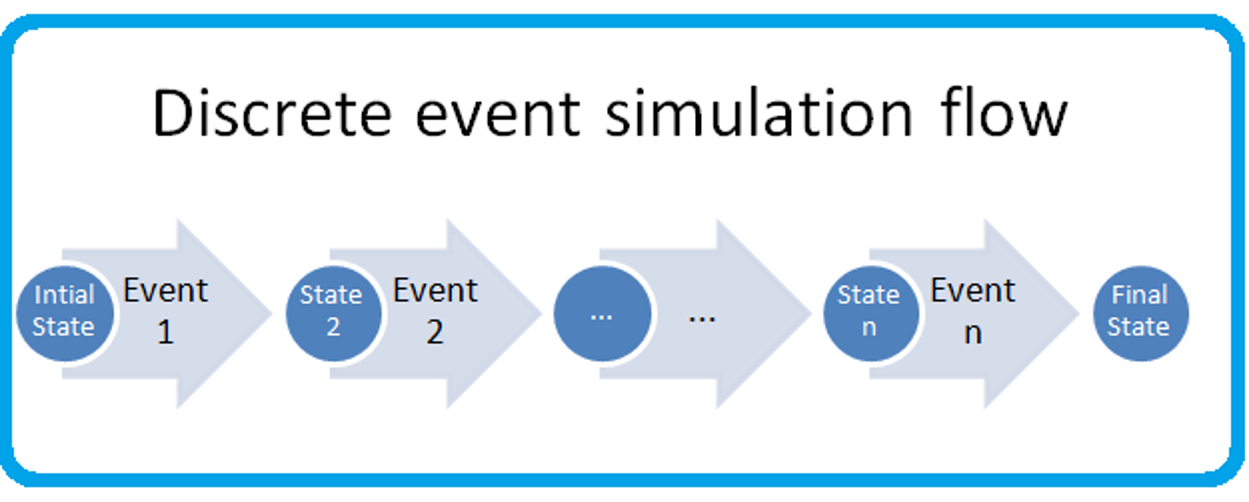 Discrete event simulation flow
Intial
State
Event
1
State
2
Event
2
...
...
State
n
Event
n
Final
State